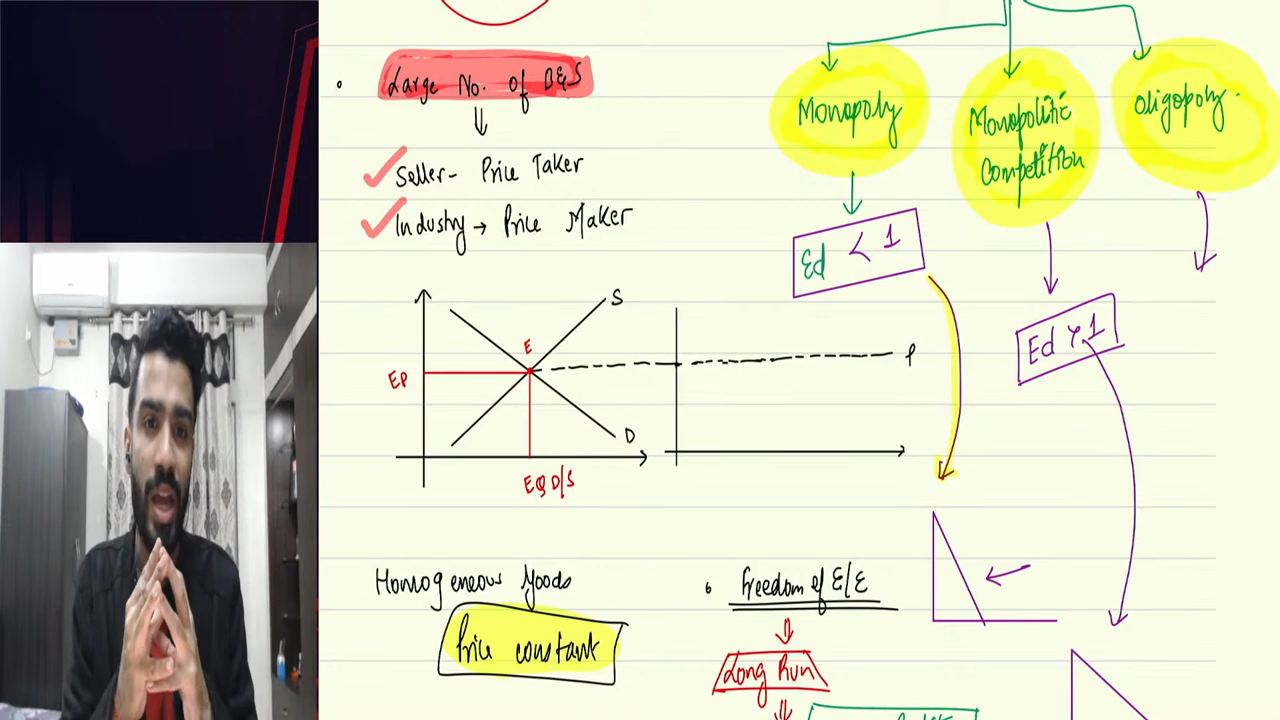 Large No. of B&S
Seller- Price Taker
Industry → Price Maker
S
E
EP
D
EQ D/S
P
Homogeneous Goods
Price constant
Freedom of E/E
Long Run
Monopoly
Monopolitic
Competition
Oligopoly.
Ed < 1
Ed > 1